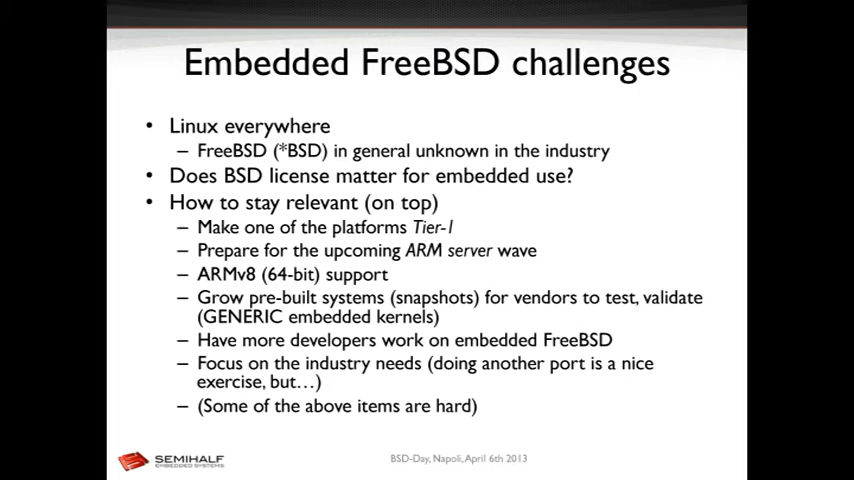 Embedded FreeBSD challenges
• Linux everywhere
– FreeBSD (*BSD) in general unknown in the industry
• Does BSD license matter for embedded use?
• How to stay relevant (on top)
– Make one of the platforms Tier-1
– Prepare for the upcoming ARM server wave
– ARMv8 (64-bit) support
– Grow pre-built systems (snapshots) for vendors to test, validate
(GENERIC embedded kernels)
– Have more developers work on embedded FreeBSD
– Focus on the industry needs (doing another port is a nice
exercise, but…)
– (Some of the above items are hard)
SEMIHALF
EMBEDDED SYSTEMS
BSD-Day, Napoli, April 6th 2013